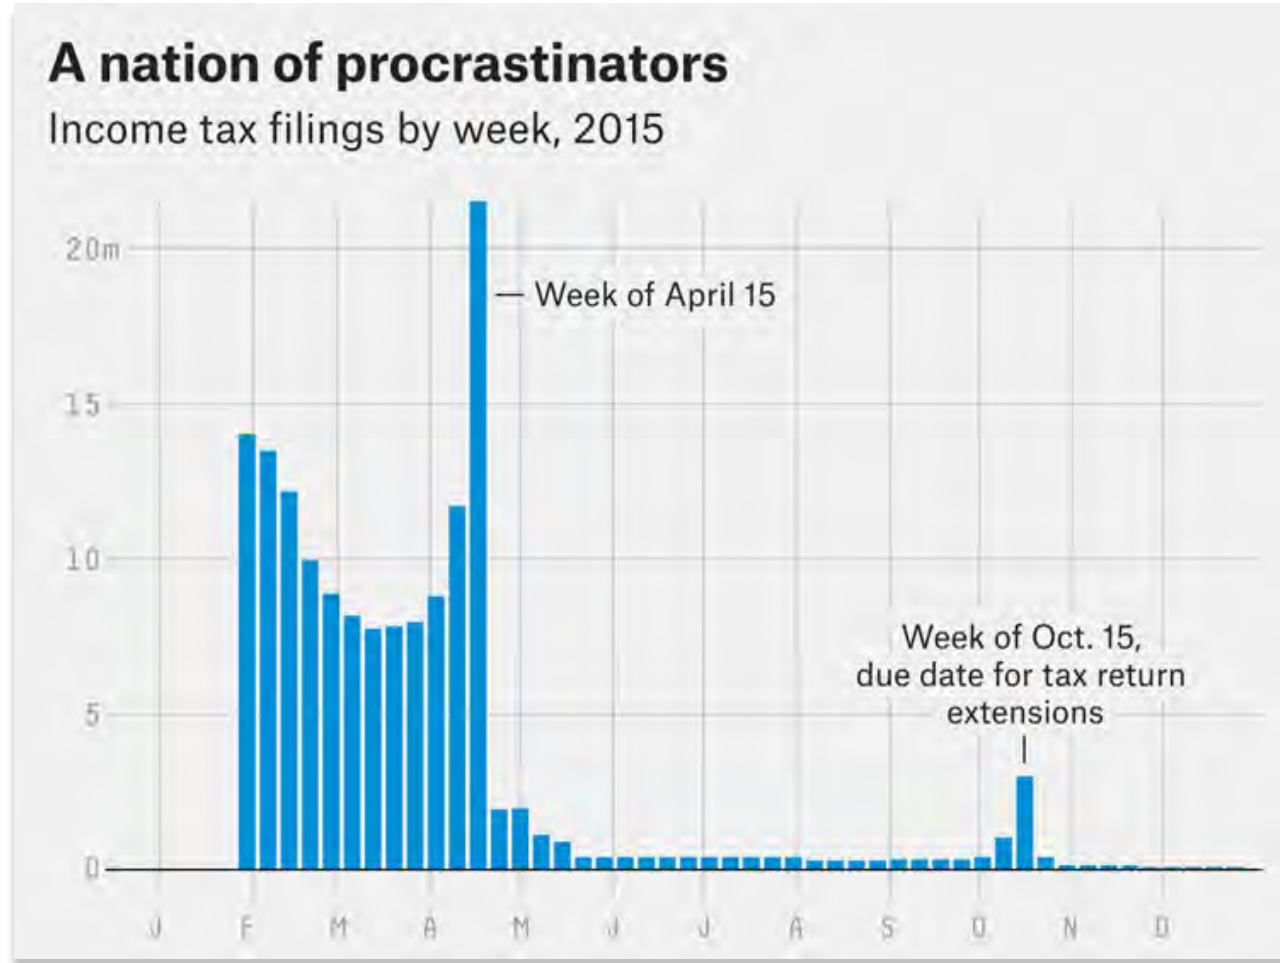 A nation of procrastinators
Income tax filings by week, 2015
20m
Week of April 15
15
10
Week of Oct. 15,
due date for tax return
extensions
5
0
J F M A M J J A S O N D